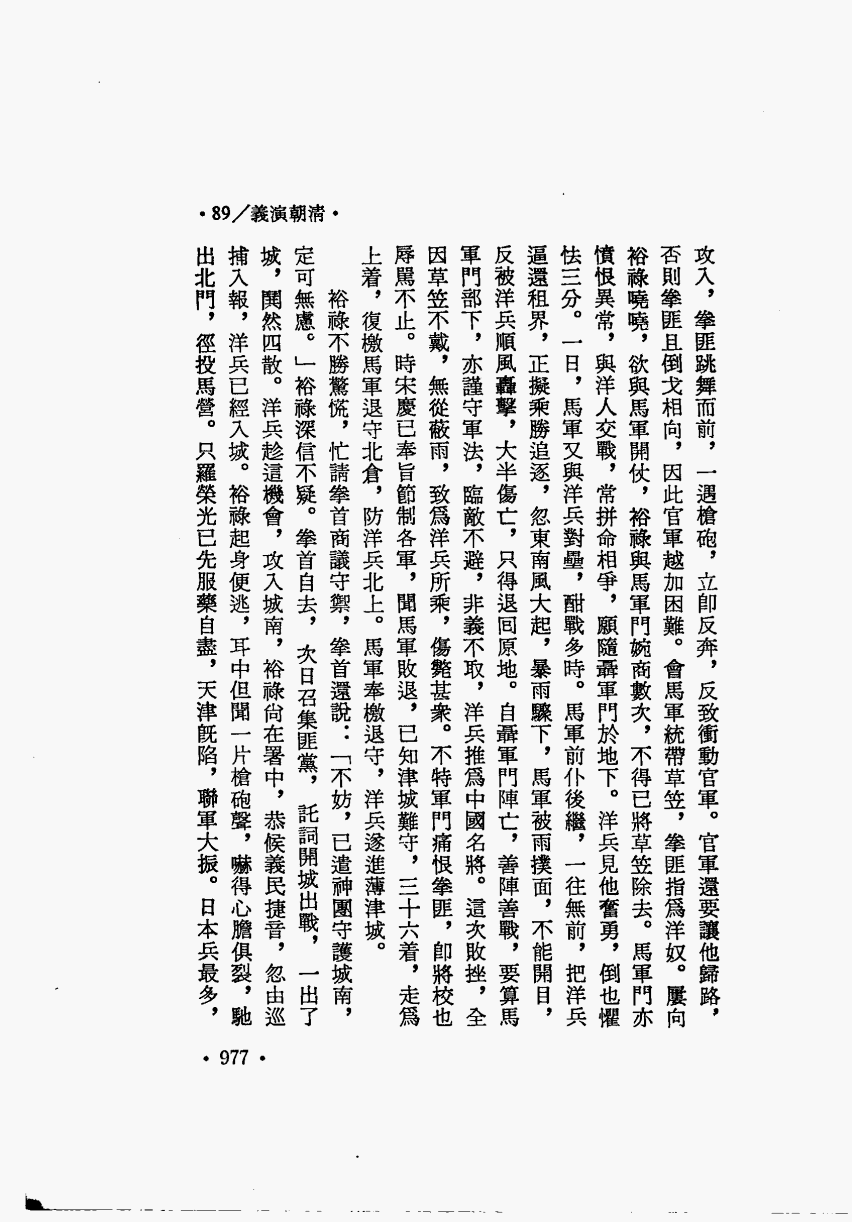 •89／義演朝清•
攻入，拳匪跳舞而前，一遇槍砲，立卽反奔，反致衝動官軍。官軍還要讓他歸路，
否則拳匪且倒戈相向，因此官軍越加困難。會馬軍統帶草笠，拳匪指爲洋奴。屢向
裕祿曉曉，欲與馬軍開仗，裕祿與馬軍門婉商數次，不得已將草笠除去。馬軍門亦
憤恨異常，與洋人交戰，常拼命相爭，願隨聶軍門於地下。洋兵見他奮勇，倒也懼
怯三分。一日，馬軍又與洋兵對壘，酣戰多時。馬軍前仆後繼，一往無前，把洋兵
逼還租界，正擬乘勝追逐，忽東南風大起，暴雨驟下，馬軍被雨撲面，不能開目，
反被洋兵順風轟擊，大半傷亡，只得退囘原地。自聶軍門陣亡，善陣善戰，要算馬
軍門部下，亦謹守軍法，臨敵不避，非義不取，洋兵推爲中國名將。這次敗挫，全
因草笠不戴，無從蔽雨，致爲洋兵所乘，傷斃甚衆。不特軍門痛恨拳匪，卽將校也
辱駡不止。時宋慶已奉旨節制各軍，聞馬軍敗退，已知津城難守，三十六着，走爲
上着，復檄馬軍退守北倉，防洋兵北上。馬軍奉檄退守，洋兵遂進薄津城。
裕祿不勝驚慌，忙請拳首商議守禦，拳首還說：「不妨，已遣神團守護城南，
定可無慮。」裕祿深信不疑。拳首自去，次日召集匪黨，託詞開城出戰，一出了
城，鬨然四散。洋兵趁這機會，攻入城南，裕祿尙在署中，恭候義民捷音，忽由巡
捕入報，洋兵已經入城。裕祿起身便逃，耳中但聞一片槍砲聲，嚇得心膽俱裂，馳
出北門，徑投馬營。只羅榮光已先服藥自盡，天津旣陷，聯軍大振。日本兵最多，
•977•